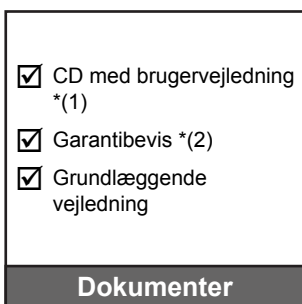 CD med brugervejledning
*(1)
Garantibevis *(2)
Grundlæggende
vejledning
Dokumenter